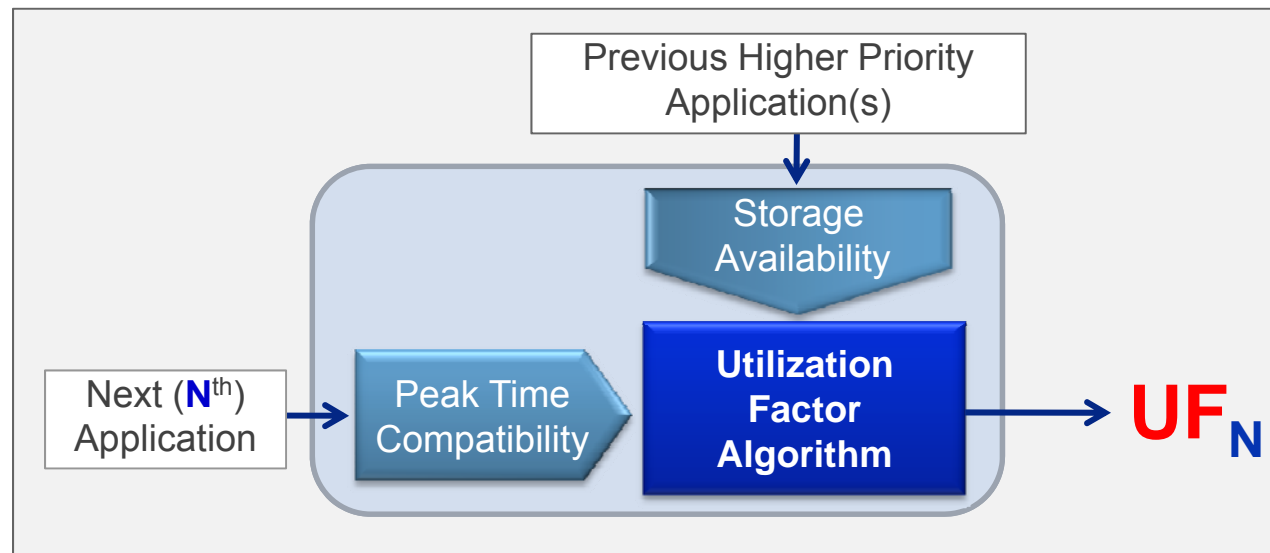 Previous Higher Priority
Application(s)
Storage
Availability
Utilization
Factor
Algorithm
Peak Time
Compatibility
Next (Nth)
Application
UFN